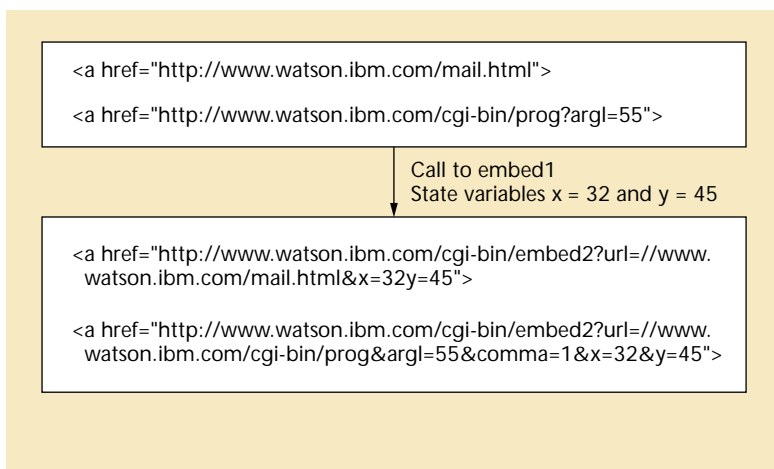 <a href="http://www.watson.ibm.com/mail.html">
<a href="http://www.watson.ibm.com/cgi-bin/prog?argl=55">
Call to embed1
State variables x = 32 and y = 45
<a href="http://www.watson.ibm.com/cgi-bin/embed2?url=//www.
watson.ibm.com/mail.html&x=32y=45">
<a href="http://www.watson.ibm.com/cgi-bin/embed2?url=//www.
watson.ibm.com/cgi-bin/prog&argl=55&comma=1&x=32&y=45">